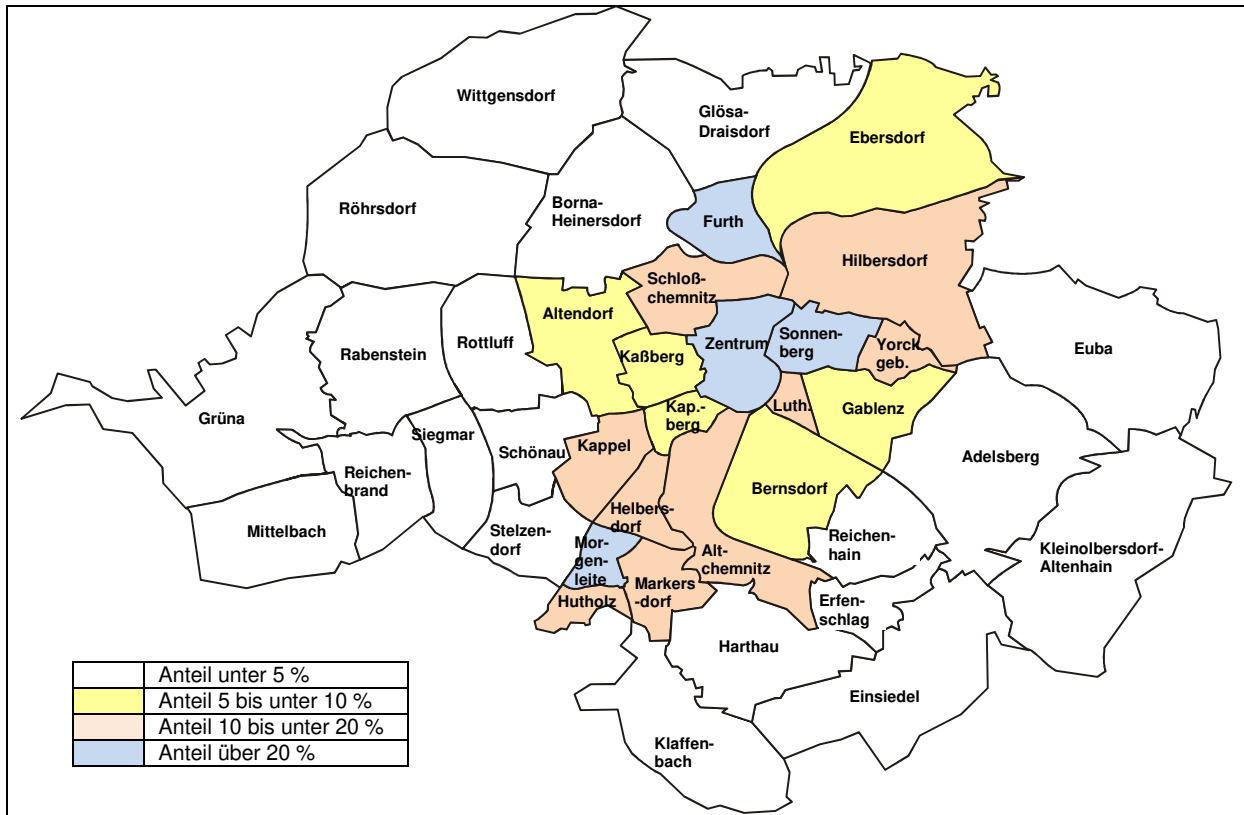 Wittgensdorf
Glösa-
Draisdorf
Ebersdorf
Röhrsdorf
Borna-
Heinersdorf
Furth
Hilbersdorf
Schloß-
chemnitz
Altendorf
Zentrum
Sonnen-
berg
Yorck
geb.
Euba
Rottluff
Rabenstein
Kaßberg
Grüna
Kap.-
berg
Luth.
Gablenz
Siegmar
Schönau
Kappel
Adelsberg
Reichen-
brand
Bernsdorf
Mittelbach
Stelzen-
dorf
Helbers-
dorf
Reichen-
hain
Mor-
gen-
leite
Alt-
chemnitz
Kleinolbersdorf-
Altenhain
Markers
-dorf
Hutholz
Erfen-
schlag
Harthau
Einsiedel
Klaffen-
bach
Anteil unter 5 %
Anteil 5 bis unter 10 %
Anteil 10 bis unter 20 %
Anteil über 20 %